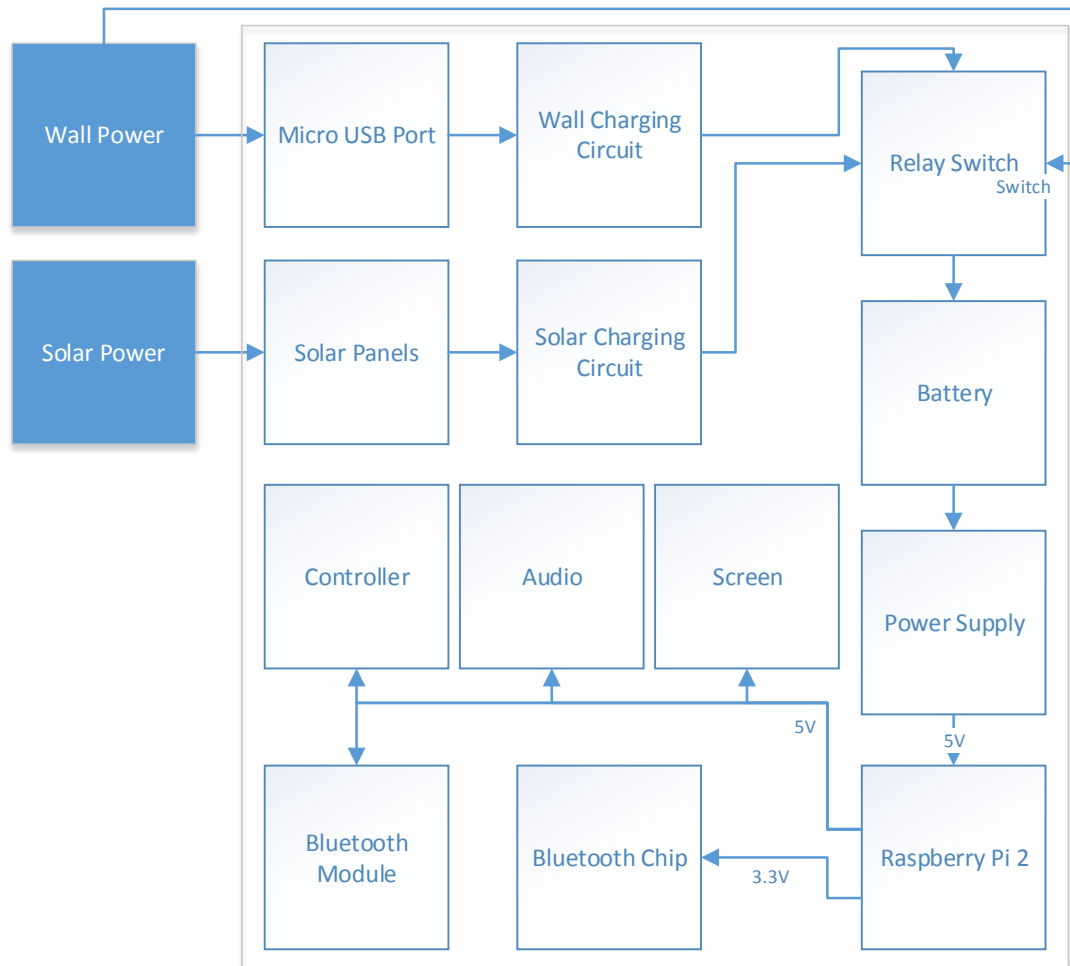 Wall Power
Micro USB Port
Wall Charging
Circuit
Relay Switch
Switch
Solar Power
Solar Panels
Solar Charging
Circuit
Battery
Controller
Audio
Screen
Power Supply
5V
5V
Bluetooth
Module
Bluetooth Chip
3.3V
Raspberry Pi 2